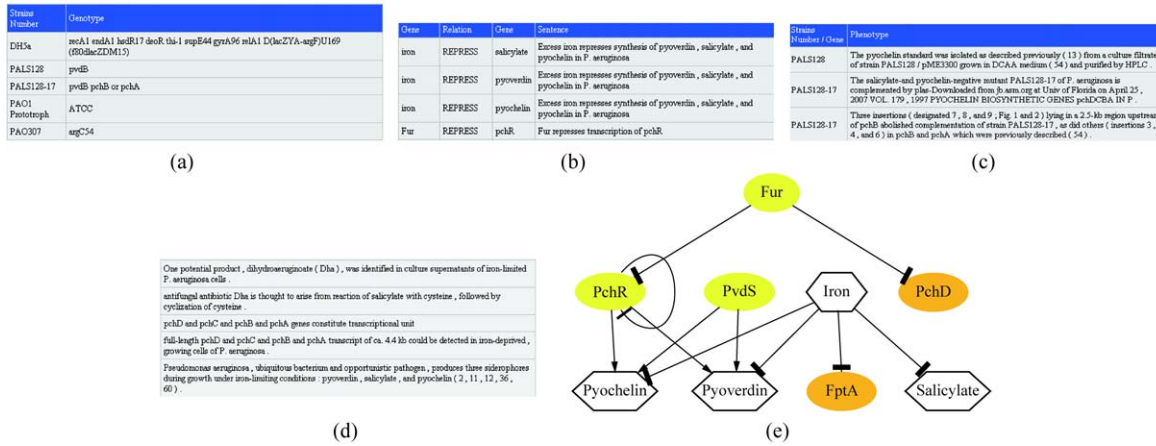 Strains
Number
Genotype
DH5a
recA1 endA1 hsdR17 deoR thi-1 supE44 gyrA96 relA1 D(lacZYA-argF)U169
(f80dlacZDM15)
PALS128
pvdB
PALS128-17
pvdB pchB or pchA
PAO1
Prototroph
ATCC
PAO307
argC54
(a)
Gene Relation Gene Sentence
iron REPRESS salicylate Excess iron represses synthesis of pyoverdin , salicylate , and
pyochelin in P. aeruginosa
iron REPRESS pyoverdin Excess iron represses synthesis of pyoverdin , salicylate , and
pyochelin in P. aeruginosa
iron REPRESS pyochelin Excess iron represses synthesis of pyoverdin , salicylate , and
pyochelin in P. aeruginosa
Fur REPRESS pchR Fur represses transcription of pchR
(b)
Strains
Number / Gene
Phenotype
PALS128
The pyochelin standard was isolated as described previously ( 13 ) from a culture filtrate
of strain PALS128 / pME3300 grown in DCAA medium ( 54 ) and purified by HPLC .
PALS128-17
The salicylate-and pyochelin-negative mutant PALS128-17 of P. aeruginosa is
complemented by plas-Downloaded from jb.asm.org at Univ of Florida on April 25 ,
2007 VOL. 179 , 1997 PYOCHELIN BIOSYNTHETIC GENES pchDCBA IN P .
PALS128-17
Three insertions ( designated 7 , 8 , and 9 ; Fig. 1 and 2 ) lying in a 2.5-kb region upstream
of pchB abolished complementation of strain PALS128-17 , as did others ( insertions 3 ,
4 , and 6 ) in pchB and pchA which were previously described ( 54 ) .
(c)
One potential product , dihydroaeruginoate ( Dha ) , was identified in culture supernatants of iron-limited
P. aeruginosa cells .
antifungal antibiotic Dha is thought to arise from reaction of salicylate with cysteine , followed by
cyclization of cysteine .
pchD and pchC and pchB and pchA genes constitute transcriptional unit
full-length pchD and pchC and pchB and pchA transcript of ca. 4.4 kb could be detected in iron-deprived ,
growing cells of P. aeruginosa .
Pseudomonas aeruginosa , ubiquitous bacterium and opportunistic pathogen , produces three siderophores
during growth under iron-limiting conditions : pyoverdin , salicylate , and pyochelin ( 2 , 11 , 12 , 36 ,
60 ) .
(d)
Fur
PchR
PvdS
Iron
PchD
Pyochelin
Pyoverdin
FptA
Salicylate
(e)